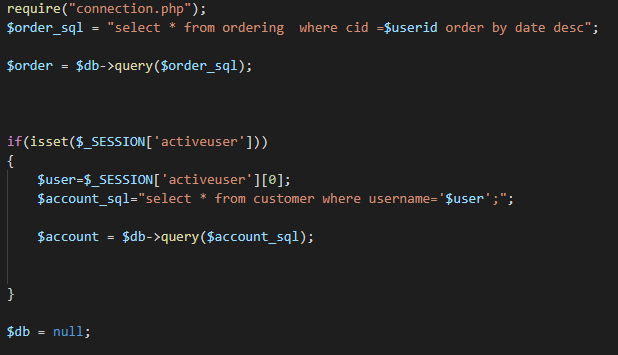 require("connection.php");
$order_sql = "select * from ordering  where cid =$userid order by date desc";
$order = $db->query($order_sql);
if(isset($_SESSION['activeuser']))
{
$user=$_SESSION['activeuser'][0];
$account_sql="select * from customer where username='$user';";
$account = $db->query($account_sql);
}
$db = null;